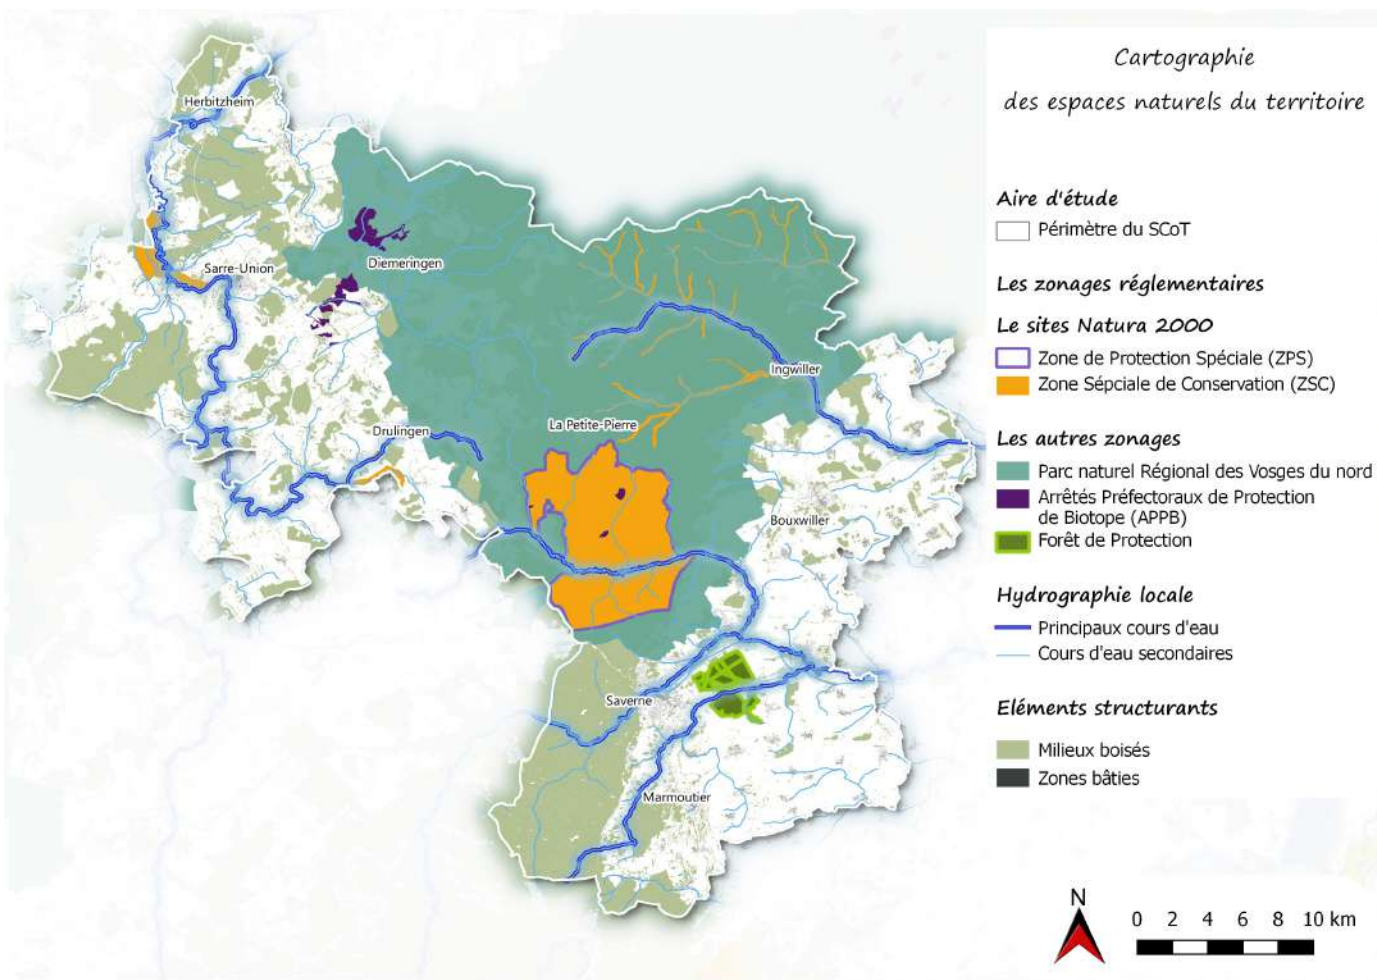 Cartographie
des espaces naturels du territoire
Aire d'étude
Périmètre du SCoT
Les zonages réglementaires
Le sites Natura 2000
Zone de Protection Spéciale (ZPS)
Zone Sépciale de Conservation (ZSC)
Les autres zonages
Parc naturel Régional des Vosges du nord
Arrêtés Préfectoraux de Protection
de Biotope (APPB)
Forêt de Protection
Hydrographie locale
Principaux cours d'eau
Cours d'eau secondaires
Eléments structurants
Milieux boisés
Zones bâties
N
0 2 4 6 8 10 km
Herbitzheim
Sarre-Union
Diemeringen
Ingwiller
La Petite-Pierre
Drulingen
Bouxwiller
Saverne
Marmoutier